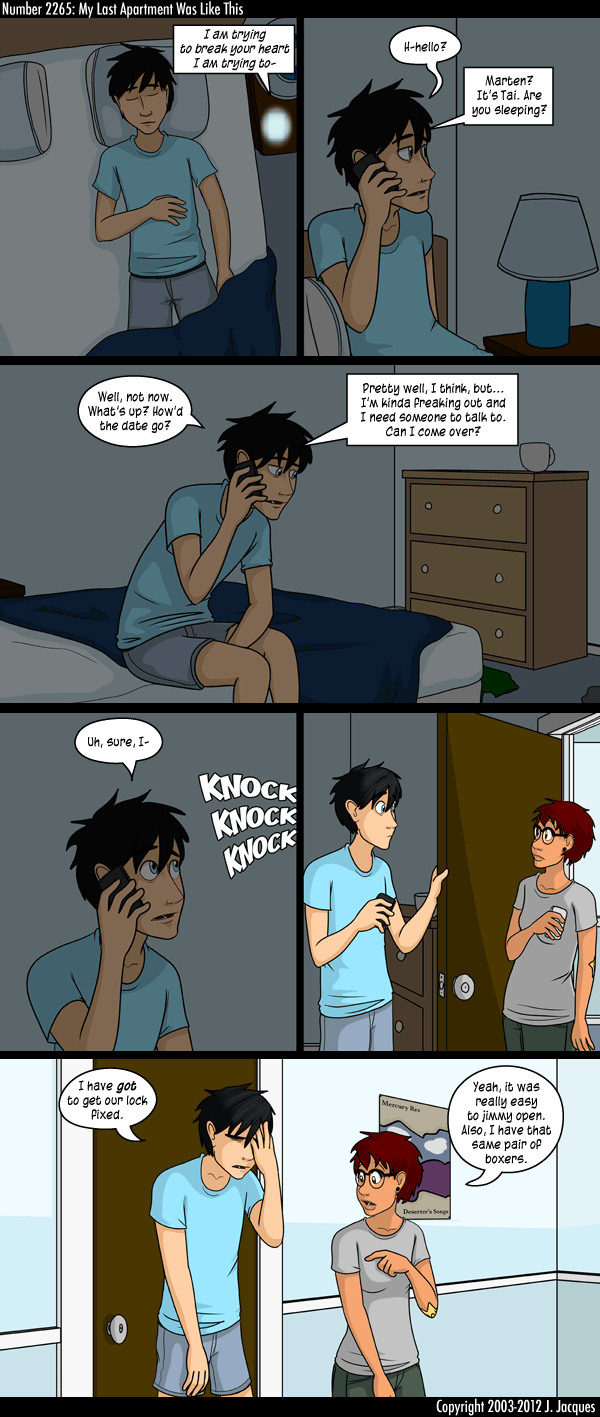 Number 2265: My Last Apartment Was Like This
I am trying
to break your heart
I am trying to-
H-hello?
Marten?
It's Tai. Are
you sleeping?
Well, not now.
What's up? How'd
the date go?
Pretty well, I think, but...
I'm kinda freaking out and
I need someone to talk to.
Can I come over?
Uh, sure, I-
KNOCK
KNOCK
KNOCK
I have got
to get our lock
fixed.
Mercury Rev
Deserter's Songs
Yeah, it was
really easy
to jimmy open.
Also, I have that
same pair of
boxers.
Copyright 2003-2012 J. Jacques